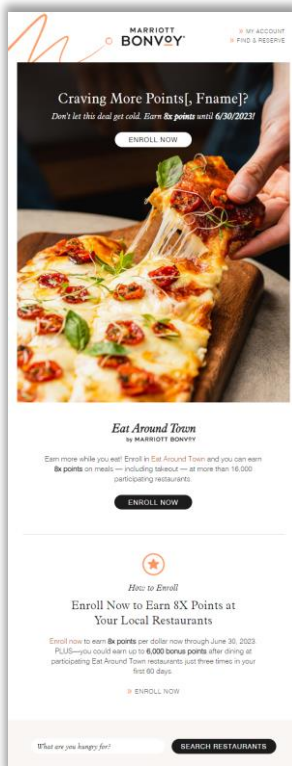 MARRIOTT
BONVOY
» MY ACCOUNT
» FIND & RESERVE
Craving More Points[, Fname]?
Don't let this deal get cold. Earn 8x points until 6/30/2023!
ENROLL NOW
Eat Around Town
by MARRIOTT BONVOY
Earn more while you eat! Enroll in Eat Around Town and you can earn
8x points on meals — including takeout — at more than 16,000
participating restaurants.
ENROLL NOW
How to Enroll
Enroll Now to Earn 8X Points at
Your Local Restaurants
Enroll now to earn 8x points per dollar now through June 30, 2023.
PLUS—you could earn up to 6,000 bonus points after dining at
participating Eat Around Town restaurants just three times in your
first 60 days.
» ENROLL NOW
What are you hungry for?
SEARCH RESTAURANTS